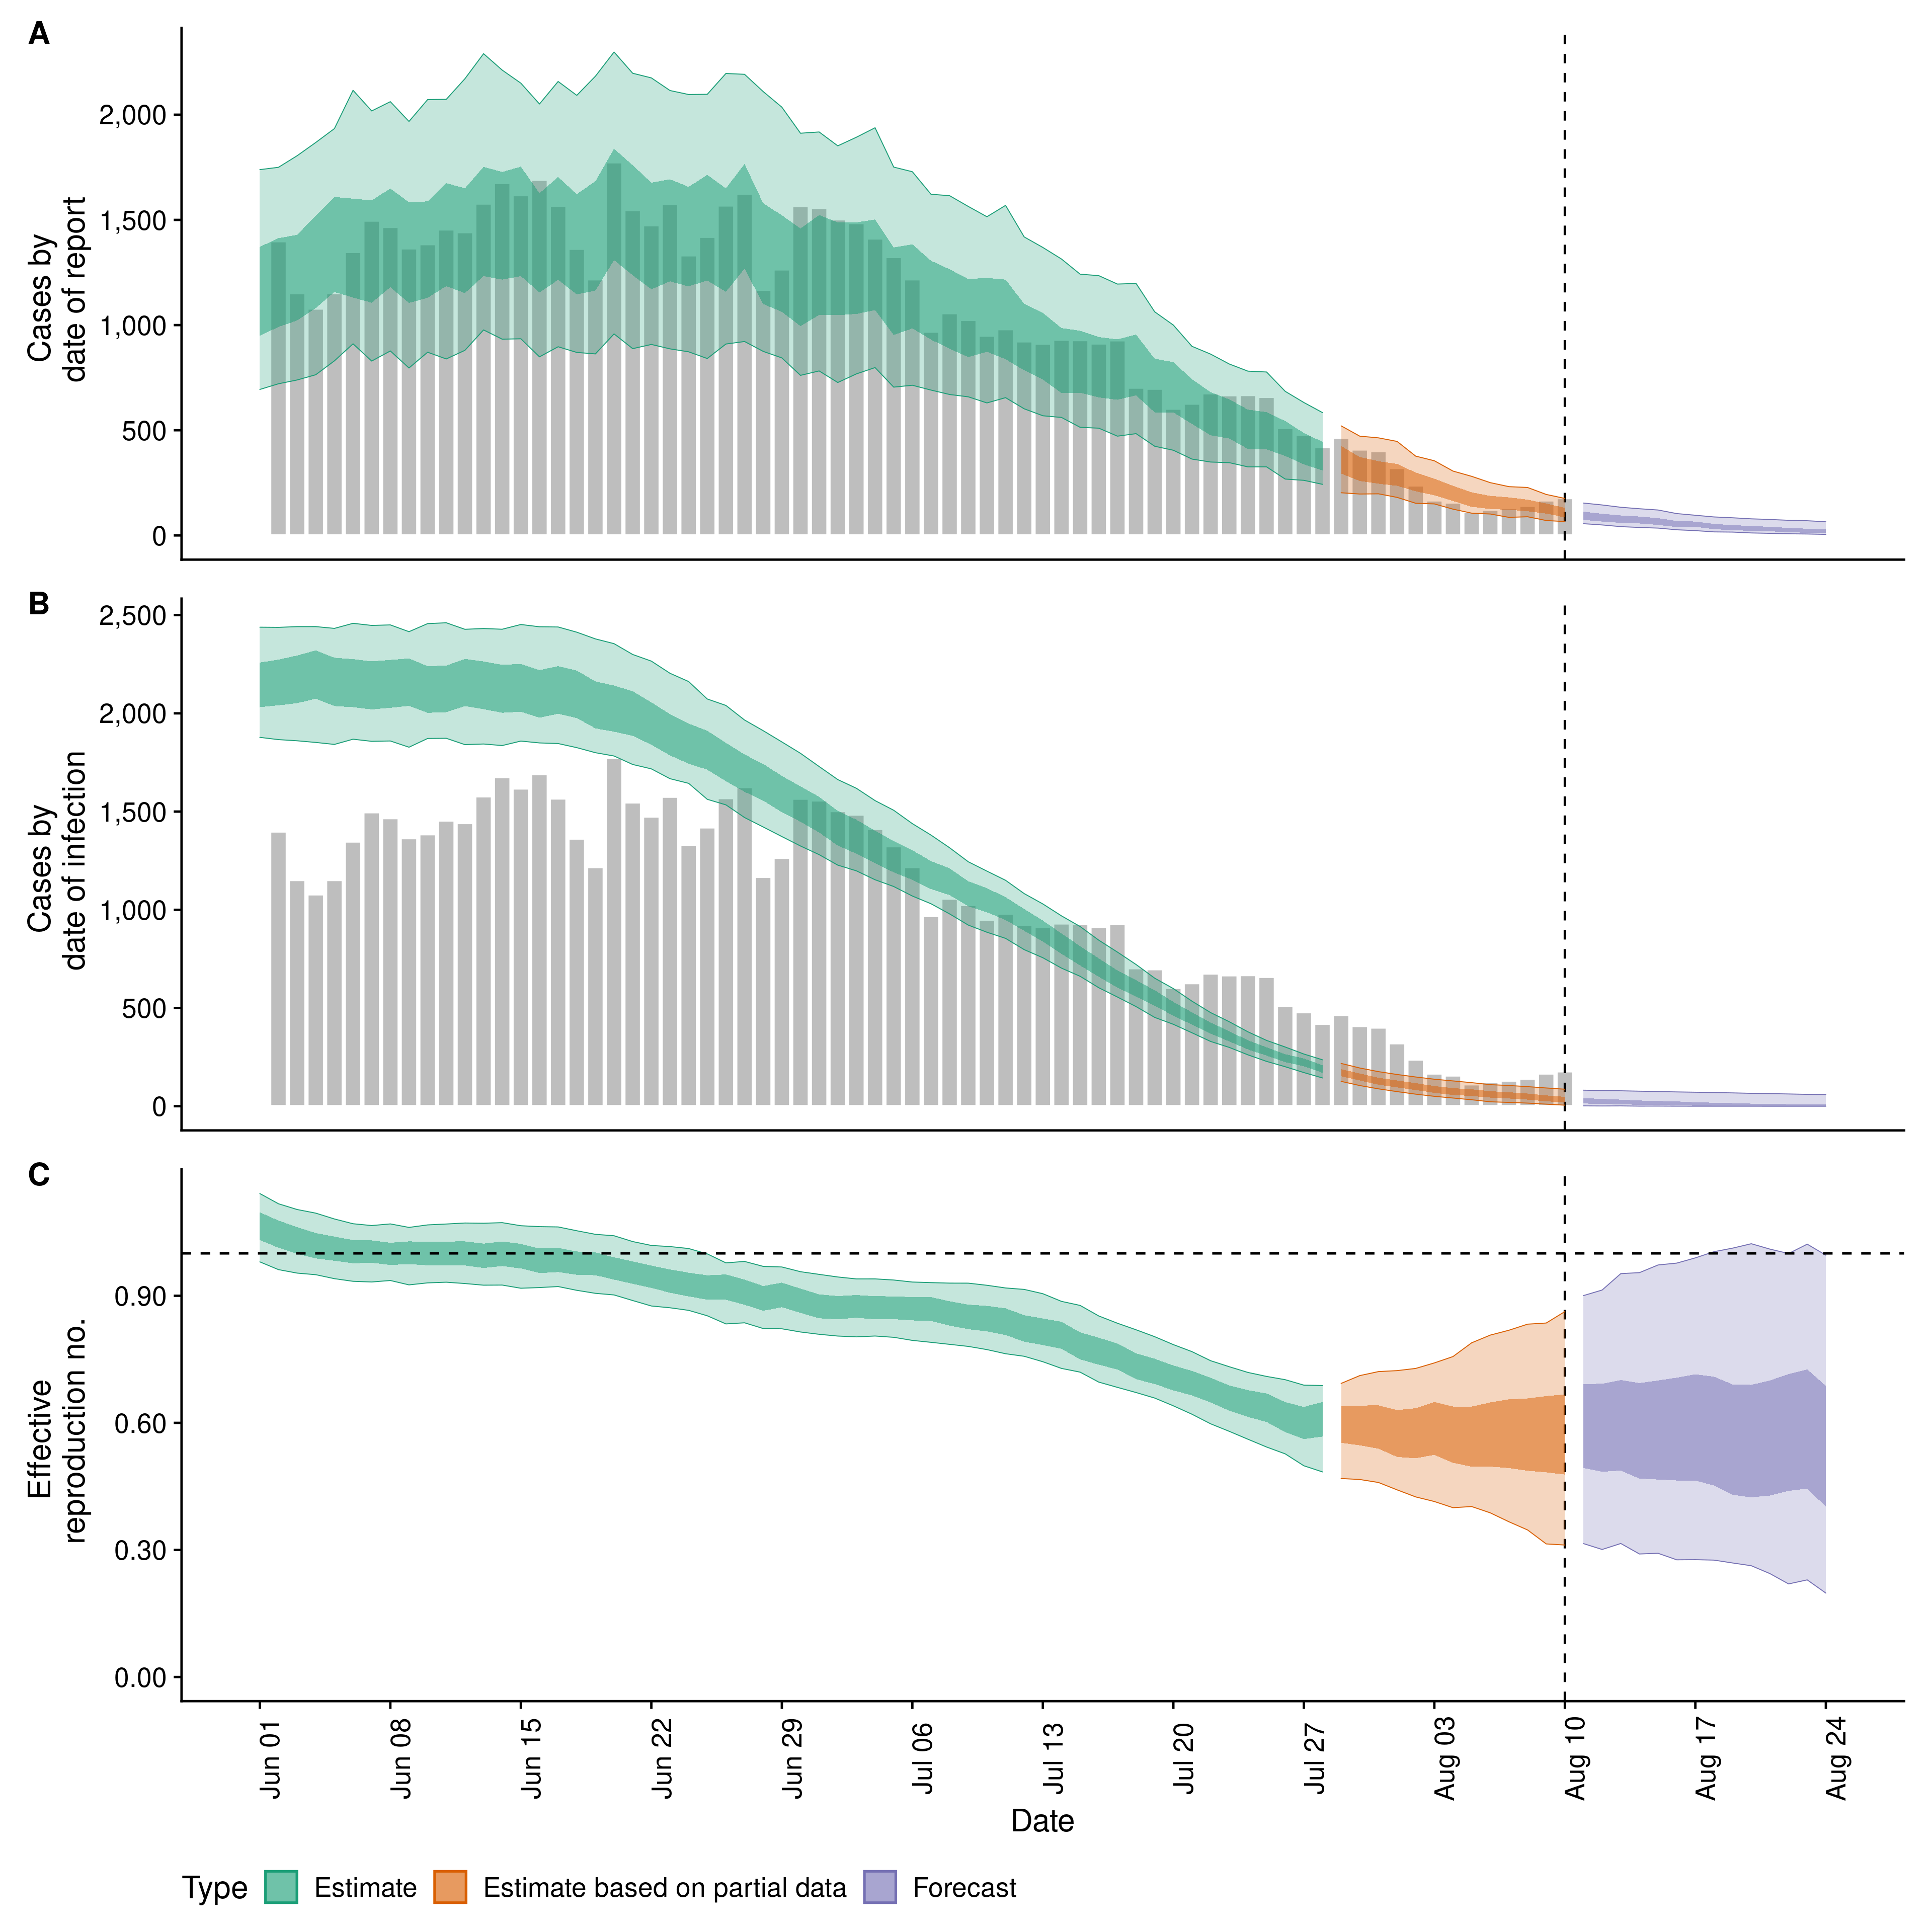 A
Cases by
date of report
2,000
1,500
1,000
500
0
B
Cases by
date of infection
2,500
2,000
1,500
1,000
500
0
C
Effective
reproduction no.
0.90
0.60
0.30
0.00
Jun 01
Jun 08
Jun 15
Jun 22
Jun 29
Jul 06
Jul 13
Jul 20
Jul 27
Aug 03
Aug 10
Aug 17
Aug 24
Date
Type Estimate Estimate based on partial data Forecast